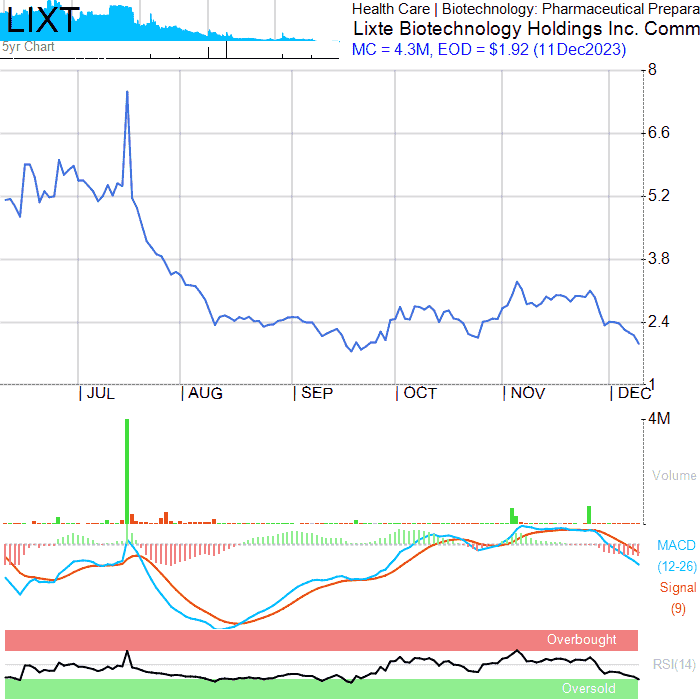 LIXT
5yr Chart
Health Care | Biotechnology: Pharmaceutical Prepara
Lixte Biotechnology Holdings Inc. Comm
MC = 4.3M, EOD = $1.92 (11Dec2023)
8
6.6
5.2
3.8
2.4
1
JUL AUG SEP OCT NOV DEC
4M
Volume
MACD
(12-26)
Signal
(9)
Overbought
RSI(14)
Oversold